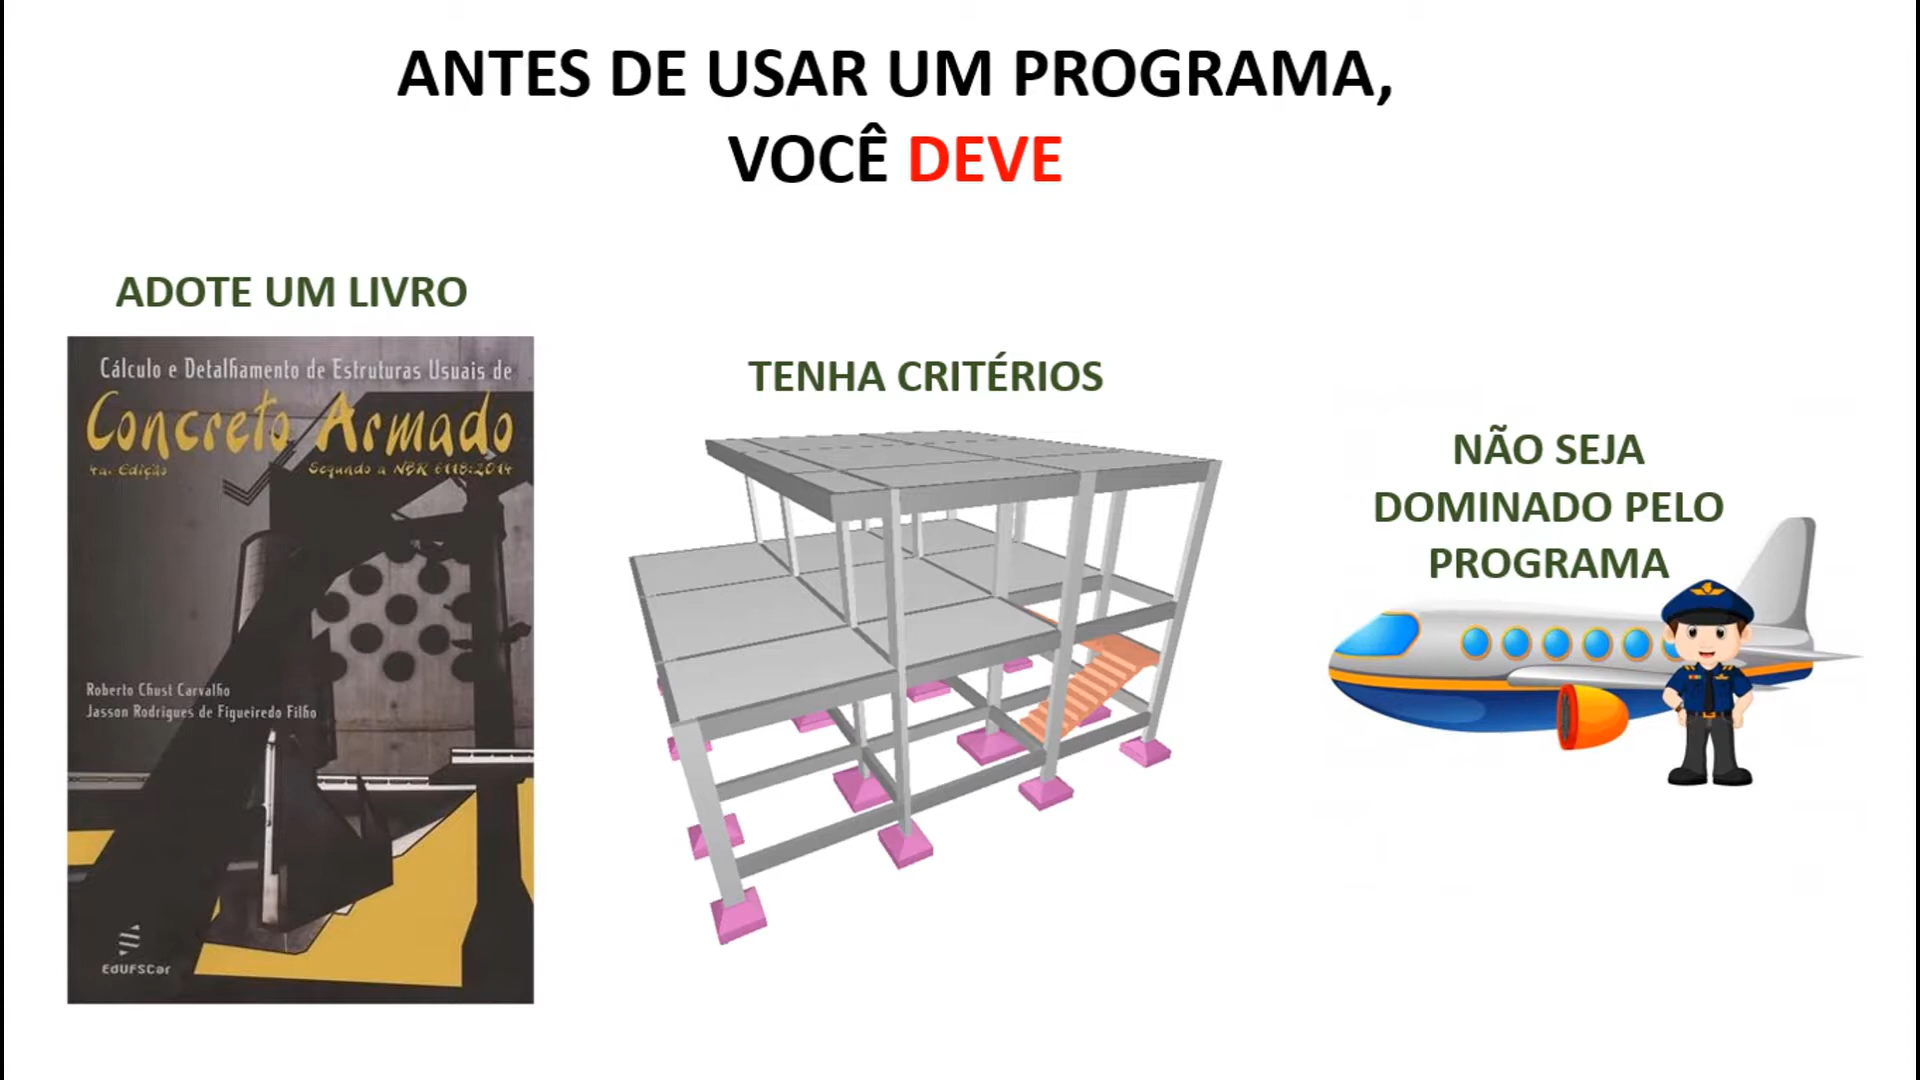 ANTES DE USAR UM PROGRAMA,
VOCÊ DEVE
ADOTE UM LIVRO
Cálculo e Detalhamento de Estruturas Usuais de
Concreto Armado
4a. Edição
Segundo a NBR 6118:2014
Roberto Chust Carvalho
Jasson Rodrigues de Figueiredo Filho
EdUFSCar
TENHA CRITÉRIOS
NÃO SEJA
DOMINADO PELO
PROGRAMA